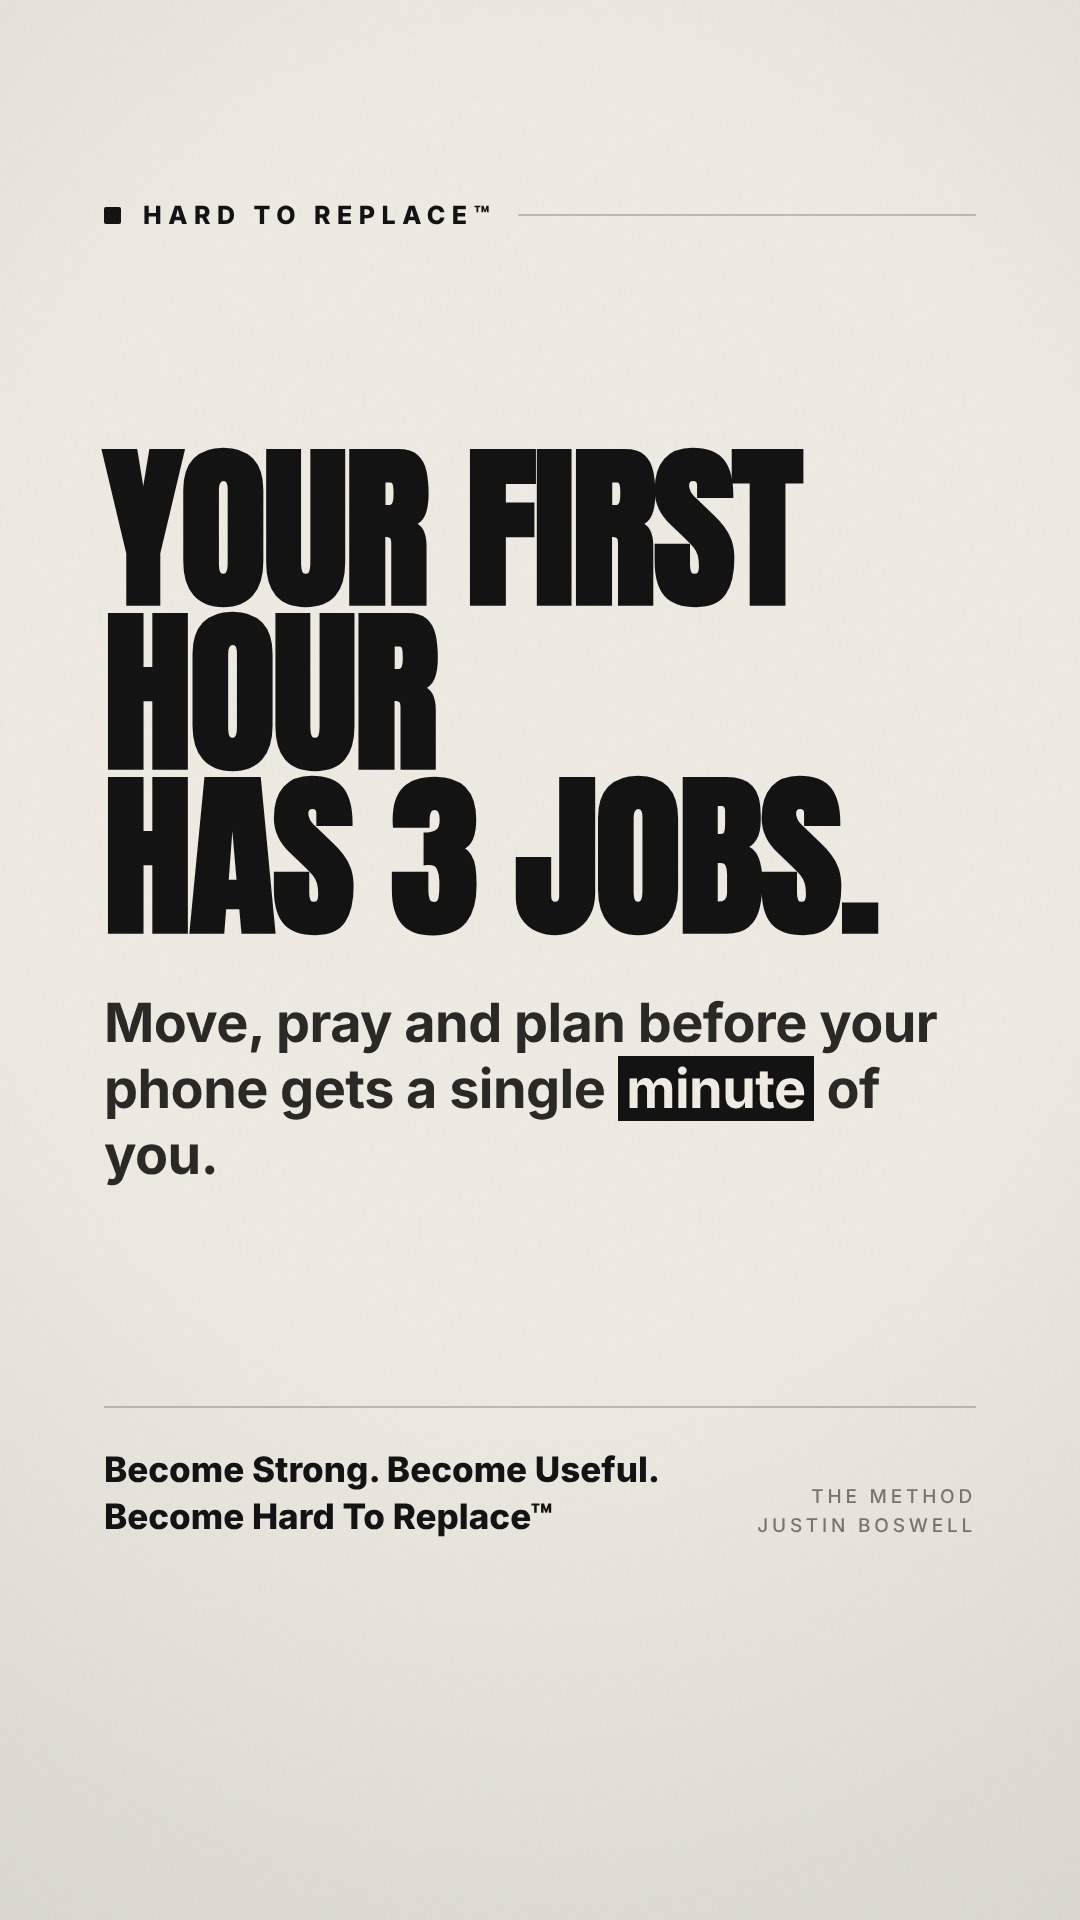 HARD TO REPLACE™
YOUR FIRST
HOUR
HAS 3 JOBS.
Move, pray and plan before your
phone gets a single minute of
you.
Become Strong. Become Useful.
Become Hard To Replace™
THE METHOD
JUSTIN BOSWELL